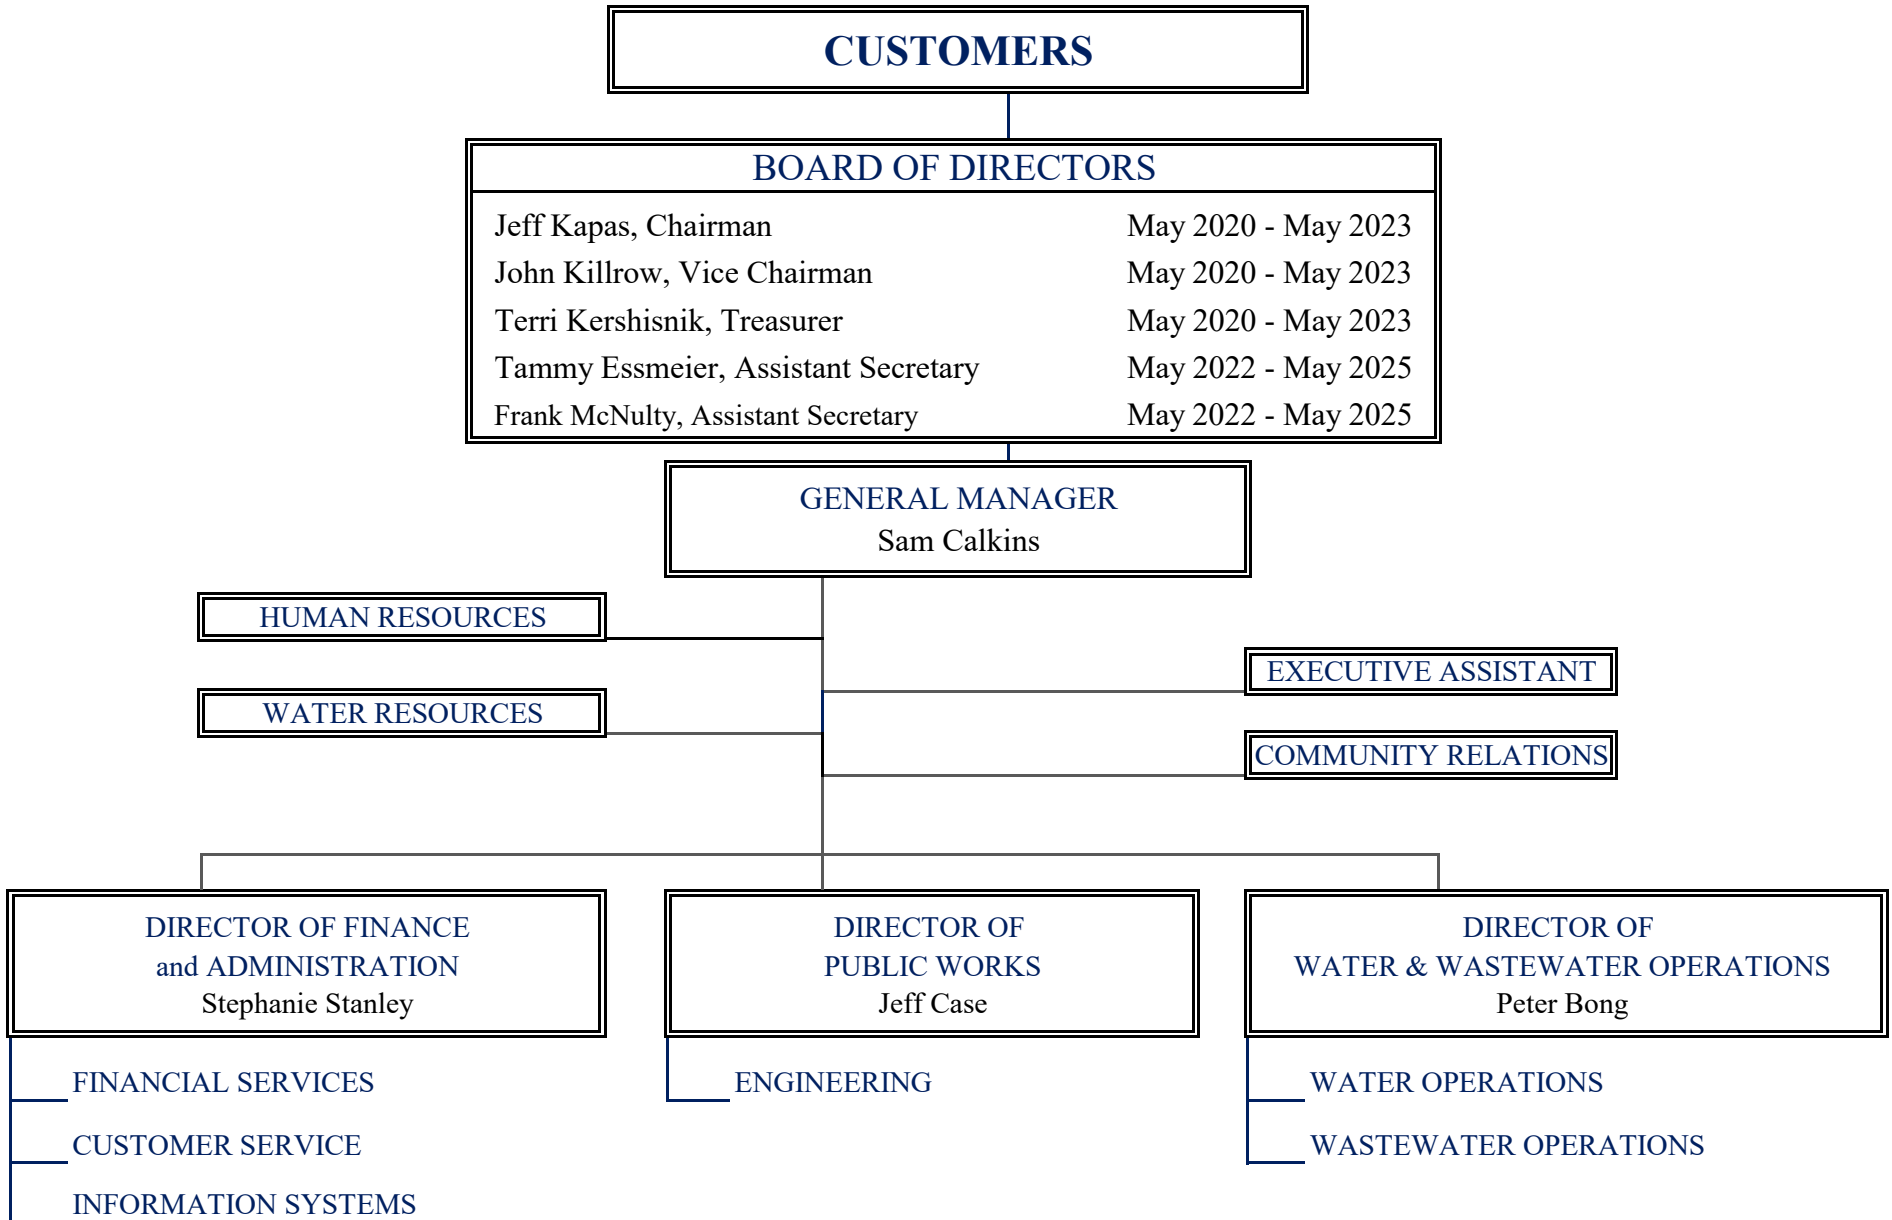 CUSTOMERS
BOARD OF DIRECTORS
Jeff Kapas, Chairman May 2020 - May 2023
John Killrow, Vice Chairman May 2020 - May 2023
Terri Kershisnik, Treasurer May 2020 - May 2023
Tammy Essmeier, Assistant Secretary May 2022 - May 2025
Frank McNulty, Assistant Secretary May 2022 - May 2025
GENERAL MANAGER
Sam Calkins
HUMAN RESOURCES
EXECUTIVE ASSISTANT
WATER RESOURCES
COMMUNITY RELATIONS
DIRECTOR OF FINANCE
and ADMINISTRATION
Stephanie Stanley
DIRECTOR OF
PUBLIC WORKS
Jeff Case
DIRECTOR OF
WATER & WASTEWATER OPERATIONS
Peter Bong
FINANCIAL SERVICES
CUSTOMER SERVICE
INFORMATION SYSTEMS
ENGINEERING
WATER OPERATIONS
WASTEWATER OPERATIONS